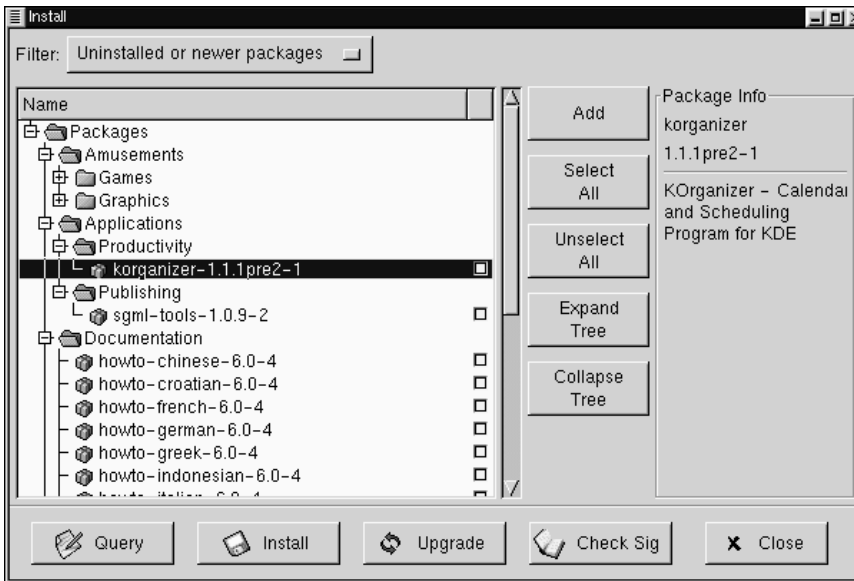 Install
Filter: Uninstalled or newer packages
Name
Packages
Amusements
Games
Graphics
Applications
Productivity
korganizer-1.1.1pre2-1
Publishing
sgml-tools-1.0.9-2
Documentation
howto-chinese-6.0-4
howto-croatian-6.0-4
howto-french-6.0-4
howto-german-6.0-4
howto-greek-6.0-4
howto-indonesian-6.0-4
Add
Select
All
Unselect
All
Expand
Tree
Collapse
Tree
Package Info
korganizer
1.1.1pre2-1
KOrganizer - Calendar
and Scheduling
Program for KDE
Query
Install
Upgrade
Check Sig
Close